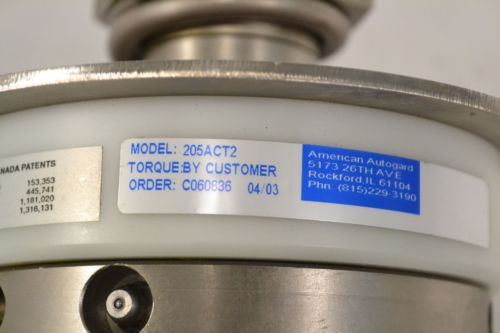 NADA PATENTS
153,353
445,741
1,181,020
1,316,131
MODEL: 205ACT2
TORQUE:BY CUSTOMER
ORDER: C060836 04/03
American Autogard
5173 26TH AVE
Rockford,IL 61104
Phn: (815)229-3190